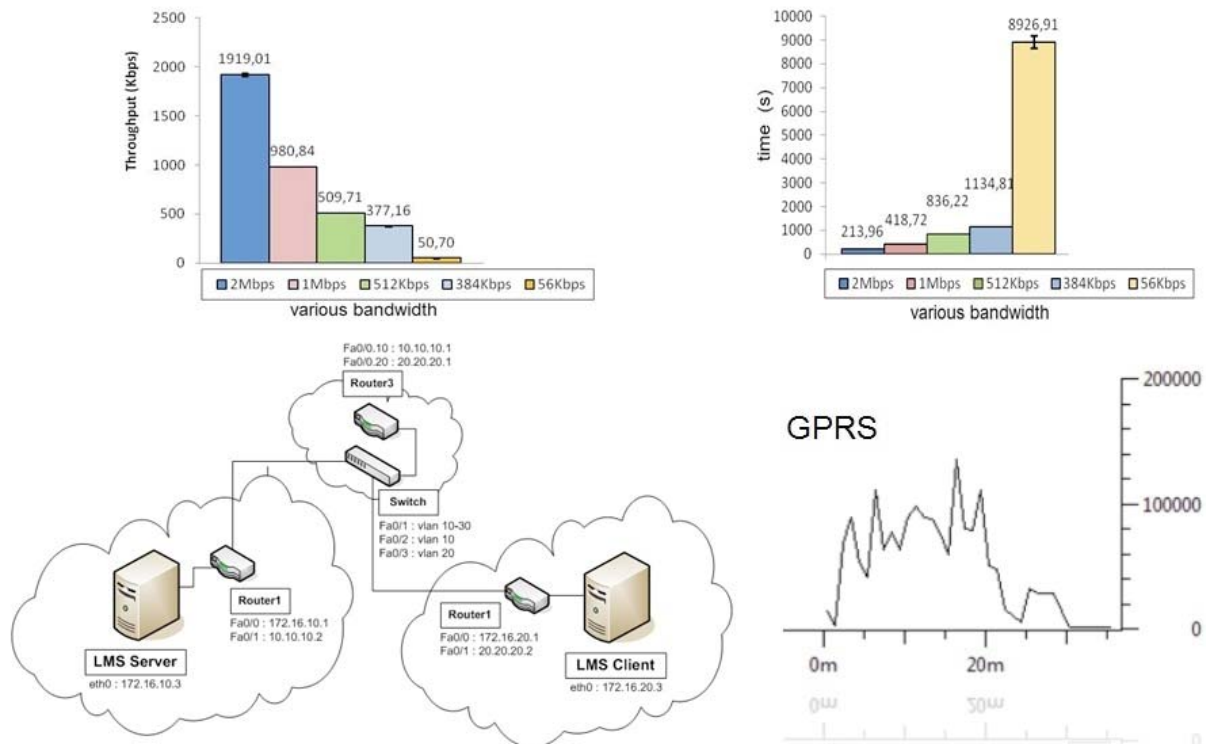 Throughput (Kbps)
2500
2000
1500
1000
500
0
1919,01
980,84
509,71
377,16
50,70
2Mbps 1Mbps 512Kbps 384Kbps 56Kbps
various bandwidth
time (s)
10000
9000
8000
7000
6000
5000
4000
3000
2000
1000
0
213,96
418,72
836,22
1134,81
8926,91
2Mbps 1Mbps 512Kbps 384Kbps 56Kbps
various bandwidth
Fa0/0.10 : 10.10.10.1
Fa0/0.20 : 20.20.20.1
Router3
Switch
Fa0/1 : vlan 10-30
Fa0/2 : vlan 10
Fa0/3 : vlan 20
Router1
Fa0/0 : 172.16.10.1
Fa0/1 : 10.10.10.2
LMS Server
eth0 : 172.16.10.3
Router1
Fa0/0 : 172.16.20.1
Fa0/1 : 20.20.20.2
LMS Client
eth0 : 172.16.20.3
GPRS
200000
100000
0
0m 20m